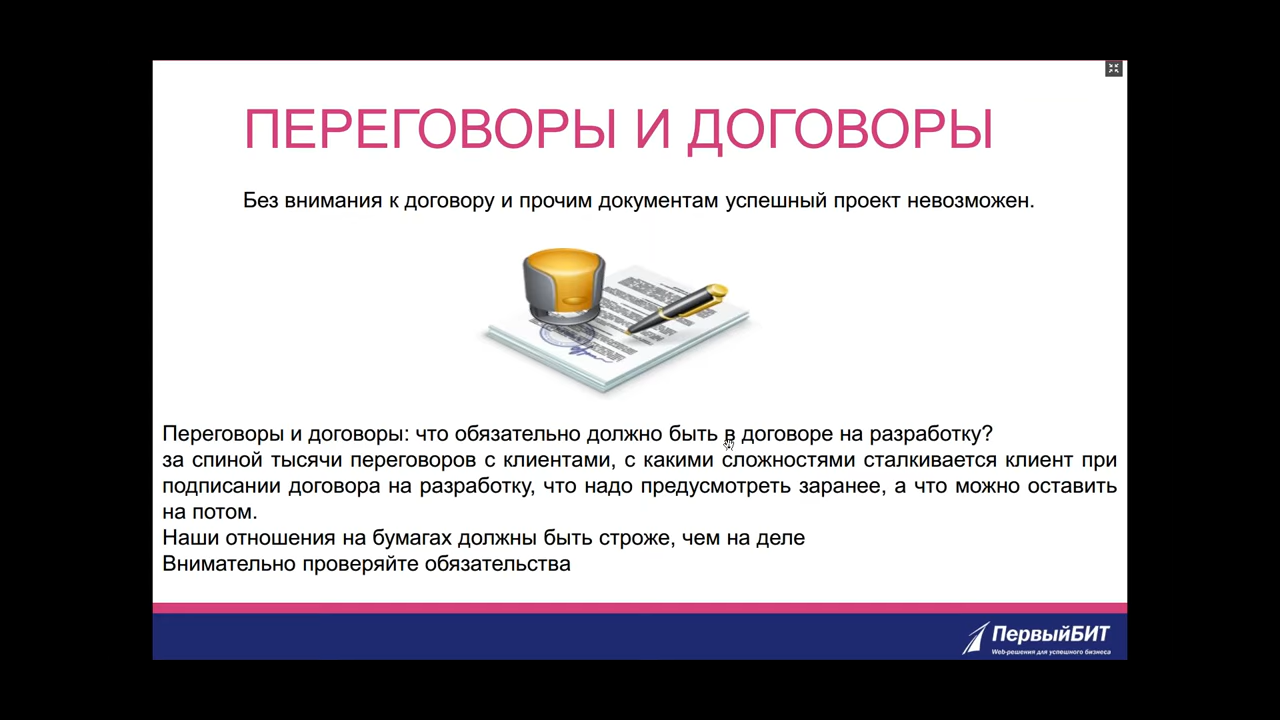 ПЕРЕГОВОРЫ И ДОГОВОРЫ
Без внимания к договору и прочим документам успешный проект невозможен.
Переговоры и договоры: что обязательно должно быть в договоре на разработку?
за спиной тысячи переговоров с клиентами, с какими сложностями сталкивается клиент при
подписании договора на разработку, что надо предусмотреть заранее, а что можно оставить
на потом.
Наши отношения на бумагах должны быть строже, чем на деле
Внимательно проверяйте обязательства
ПервыйБИТ
Web-решения для успешного бизнеса